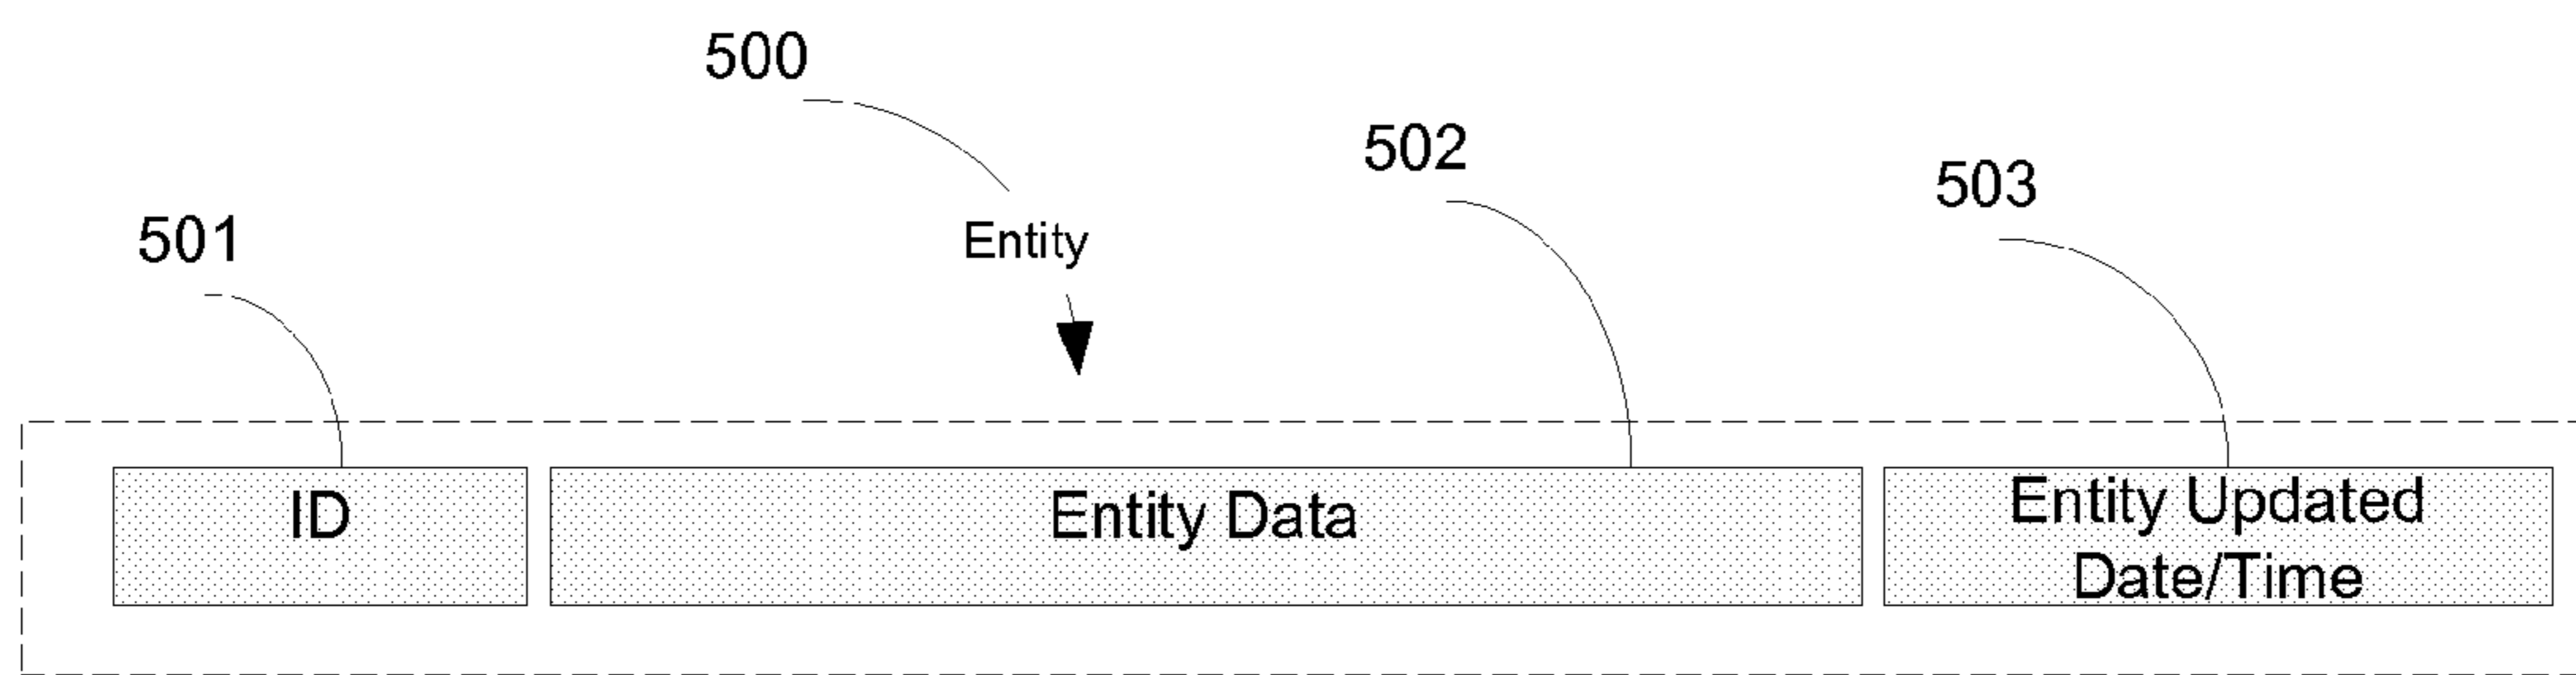 500
502
503
501
Entity
ID
Entity Data
Entity Updated
Date/Time